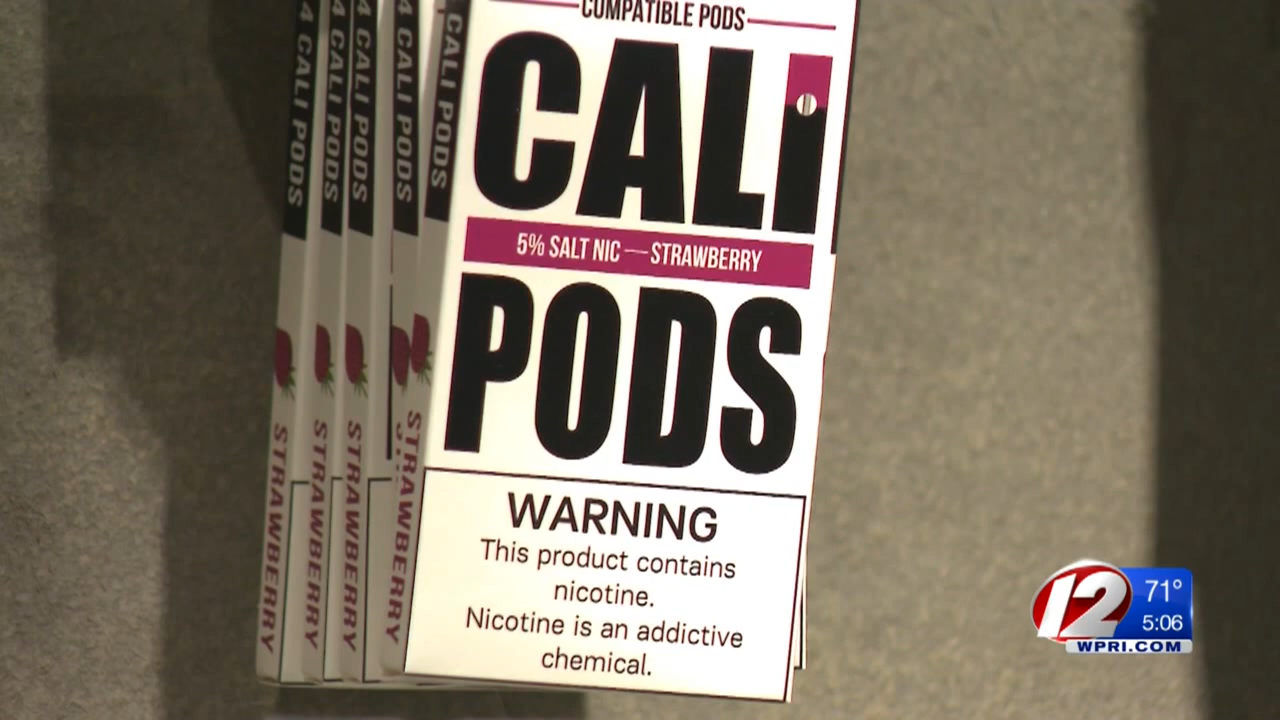 COMPATIBLE PODS
CALI
5% SALT NIC — STRAWBERRY
PODS
WARNING
This product contains
nicotine.
Nicotine is an addictive
chemical.
4 CALI PODS
4 CALI PODS
4 CALI PODS
4 CALI PODS
CALI PODS
STRAWBERRY
STRAWBERRY
STRAWBERRY
STRAWBERRY
12
71°
5:06
WPRI.COM